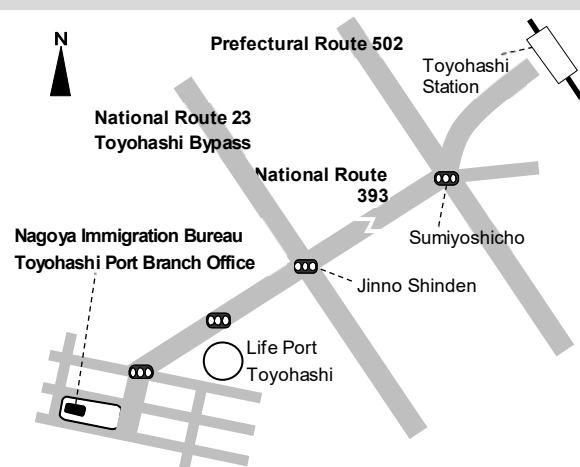 N
Prefectural Route 502
Toyohashi
Station
National Route 23
Toyohashi Bypass
National Route
393
Sumiyoshicho
Nagoya Immigration Bureau
Toyohashi Port Branch Office
Jinno Shinden
Life Port
Toyohashi